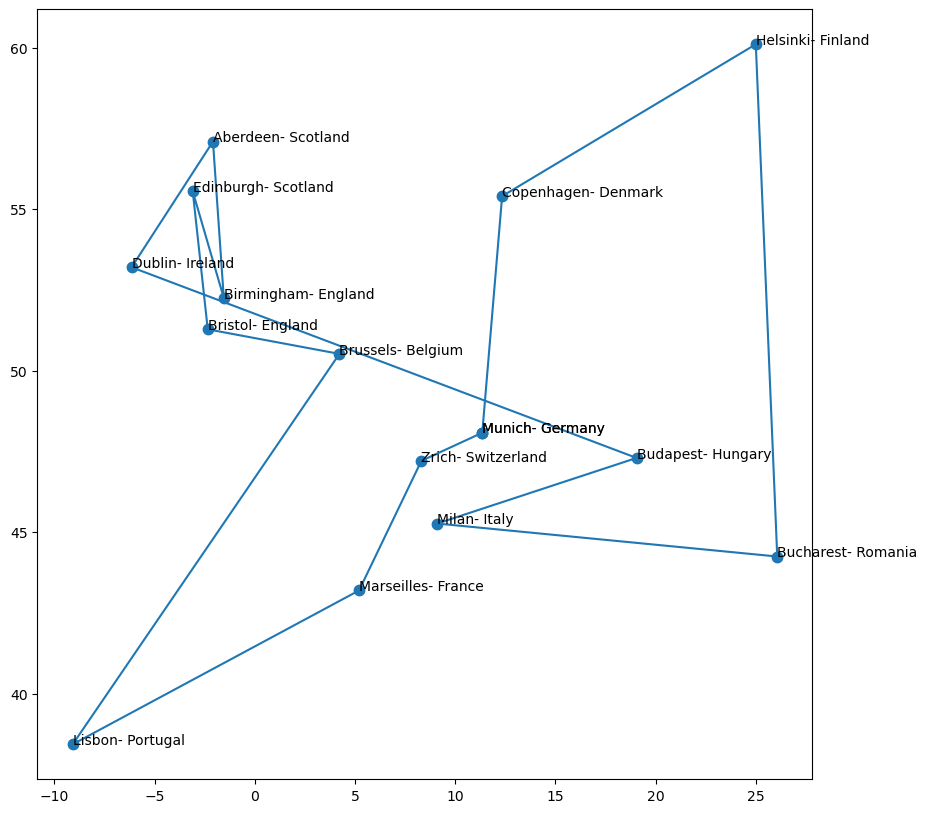 60
55
50
45
40
Helsinki- Finland
Aberdeen- Scotland
Edinburgh- Scotland
Copenhagen- Denmark
Dublin- Ireland
Birmingham- England
Bristol- England
Brussels- Belgium
Munich- Germany
Budapest- Hungary
Zrich- Switzerland
Milan- Italy
Bucharest- Romania
Marseilles- France
Lisbon- Portugal
−10 −5 0 5 10 15 20 25